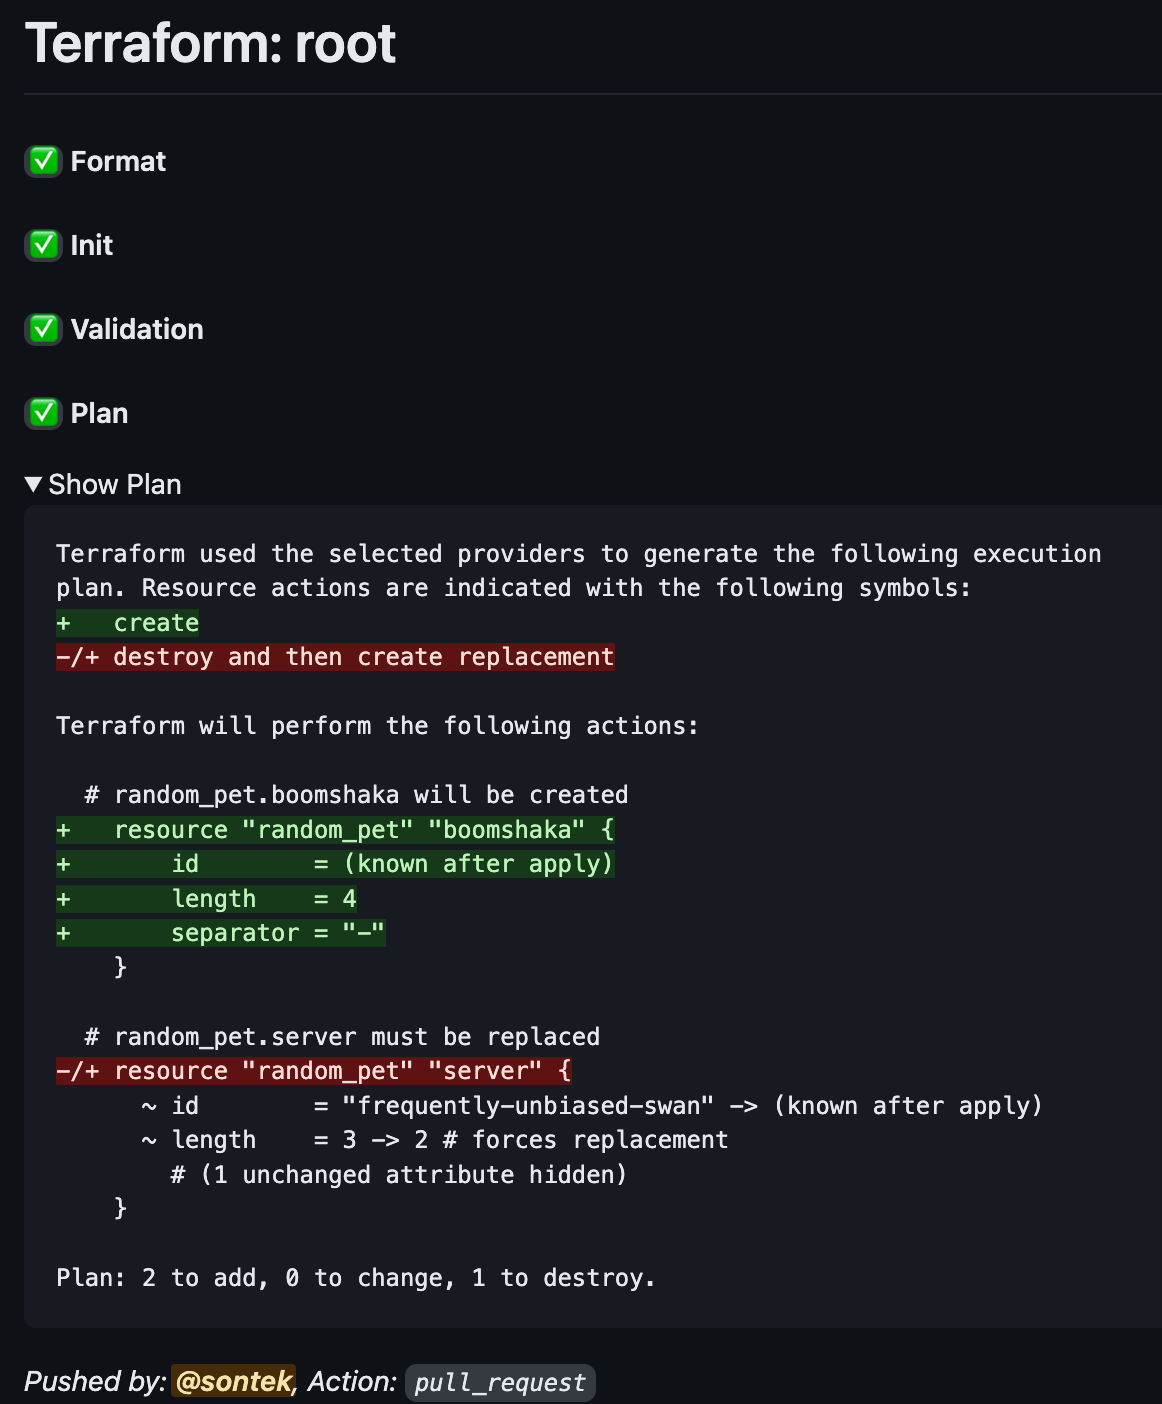 Terraform: root
✅ Format
✅ Init
✅ Validation
✅ Plan
▼ Show Plan
Terraform used the selected providers to generate the following execution
plan. Resource actions are indicated with the following symbols:
+   create
-/+ destroy and then create replacement

Terraform will perform the following actions:

  # random_pet.boomshaka will be created
+   resource "random_pet" "boomshaka" {
+       id        = (known after apply)
+       length    = 4
+       separator = "-"
    }

  # random_pet.server must be replaced
-/+ resource "random_pet" "server" {
      ~ id        = "frequently-unbiased-swan" -> (known after apply)
      ~ length    = 3 -> 2 # forces replacement
        # (1 unchanged attribute hidden)
    }

Plan: 2 to add, 0 to change, 1 to destroy.
Pushed by: @sontek, Action: pull_request